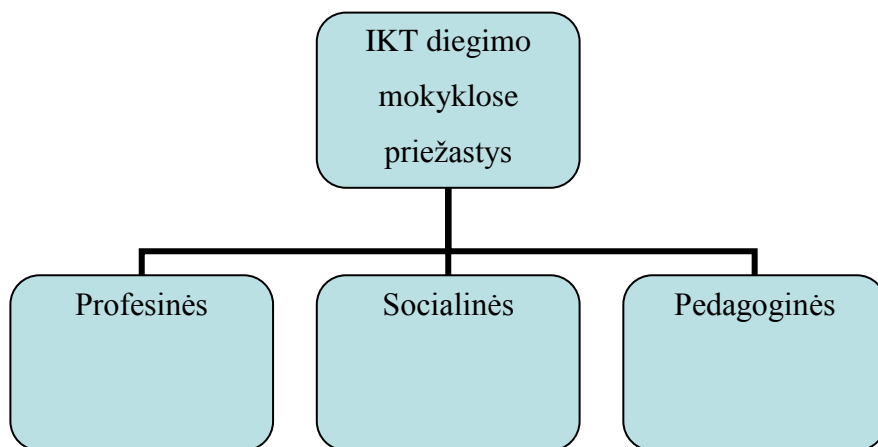 IKT diegimo
mokyklose
priežastys
Profesinės
Socialinės
Pedagoginės